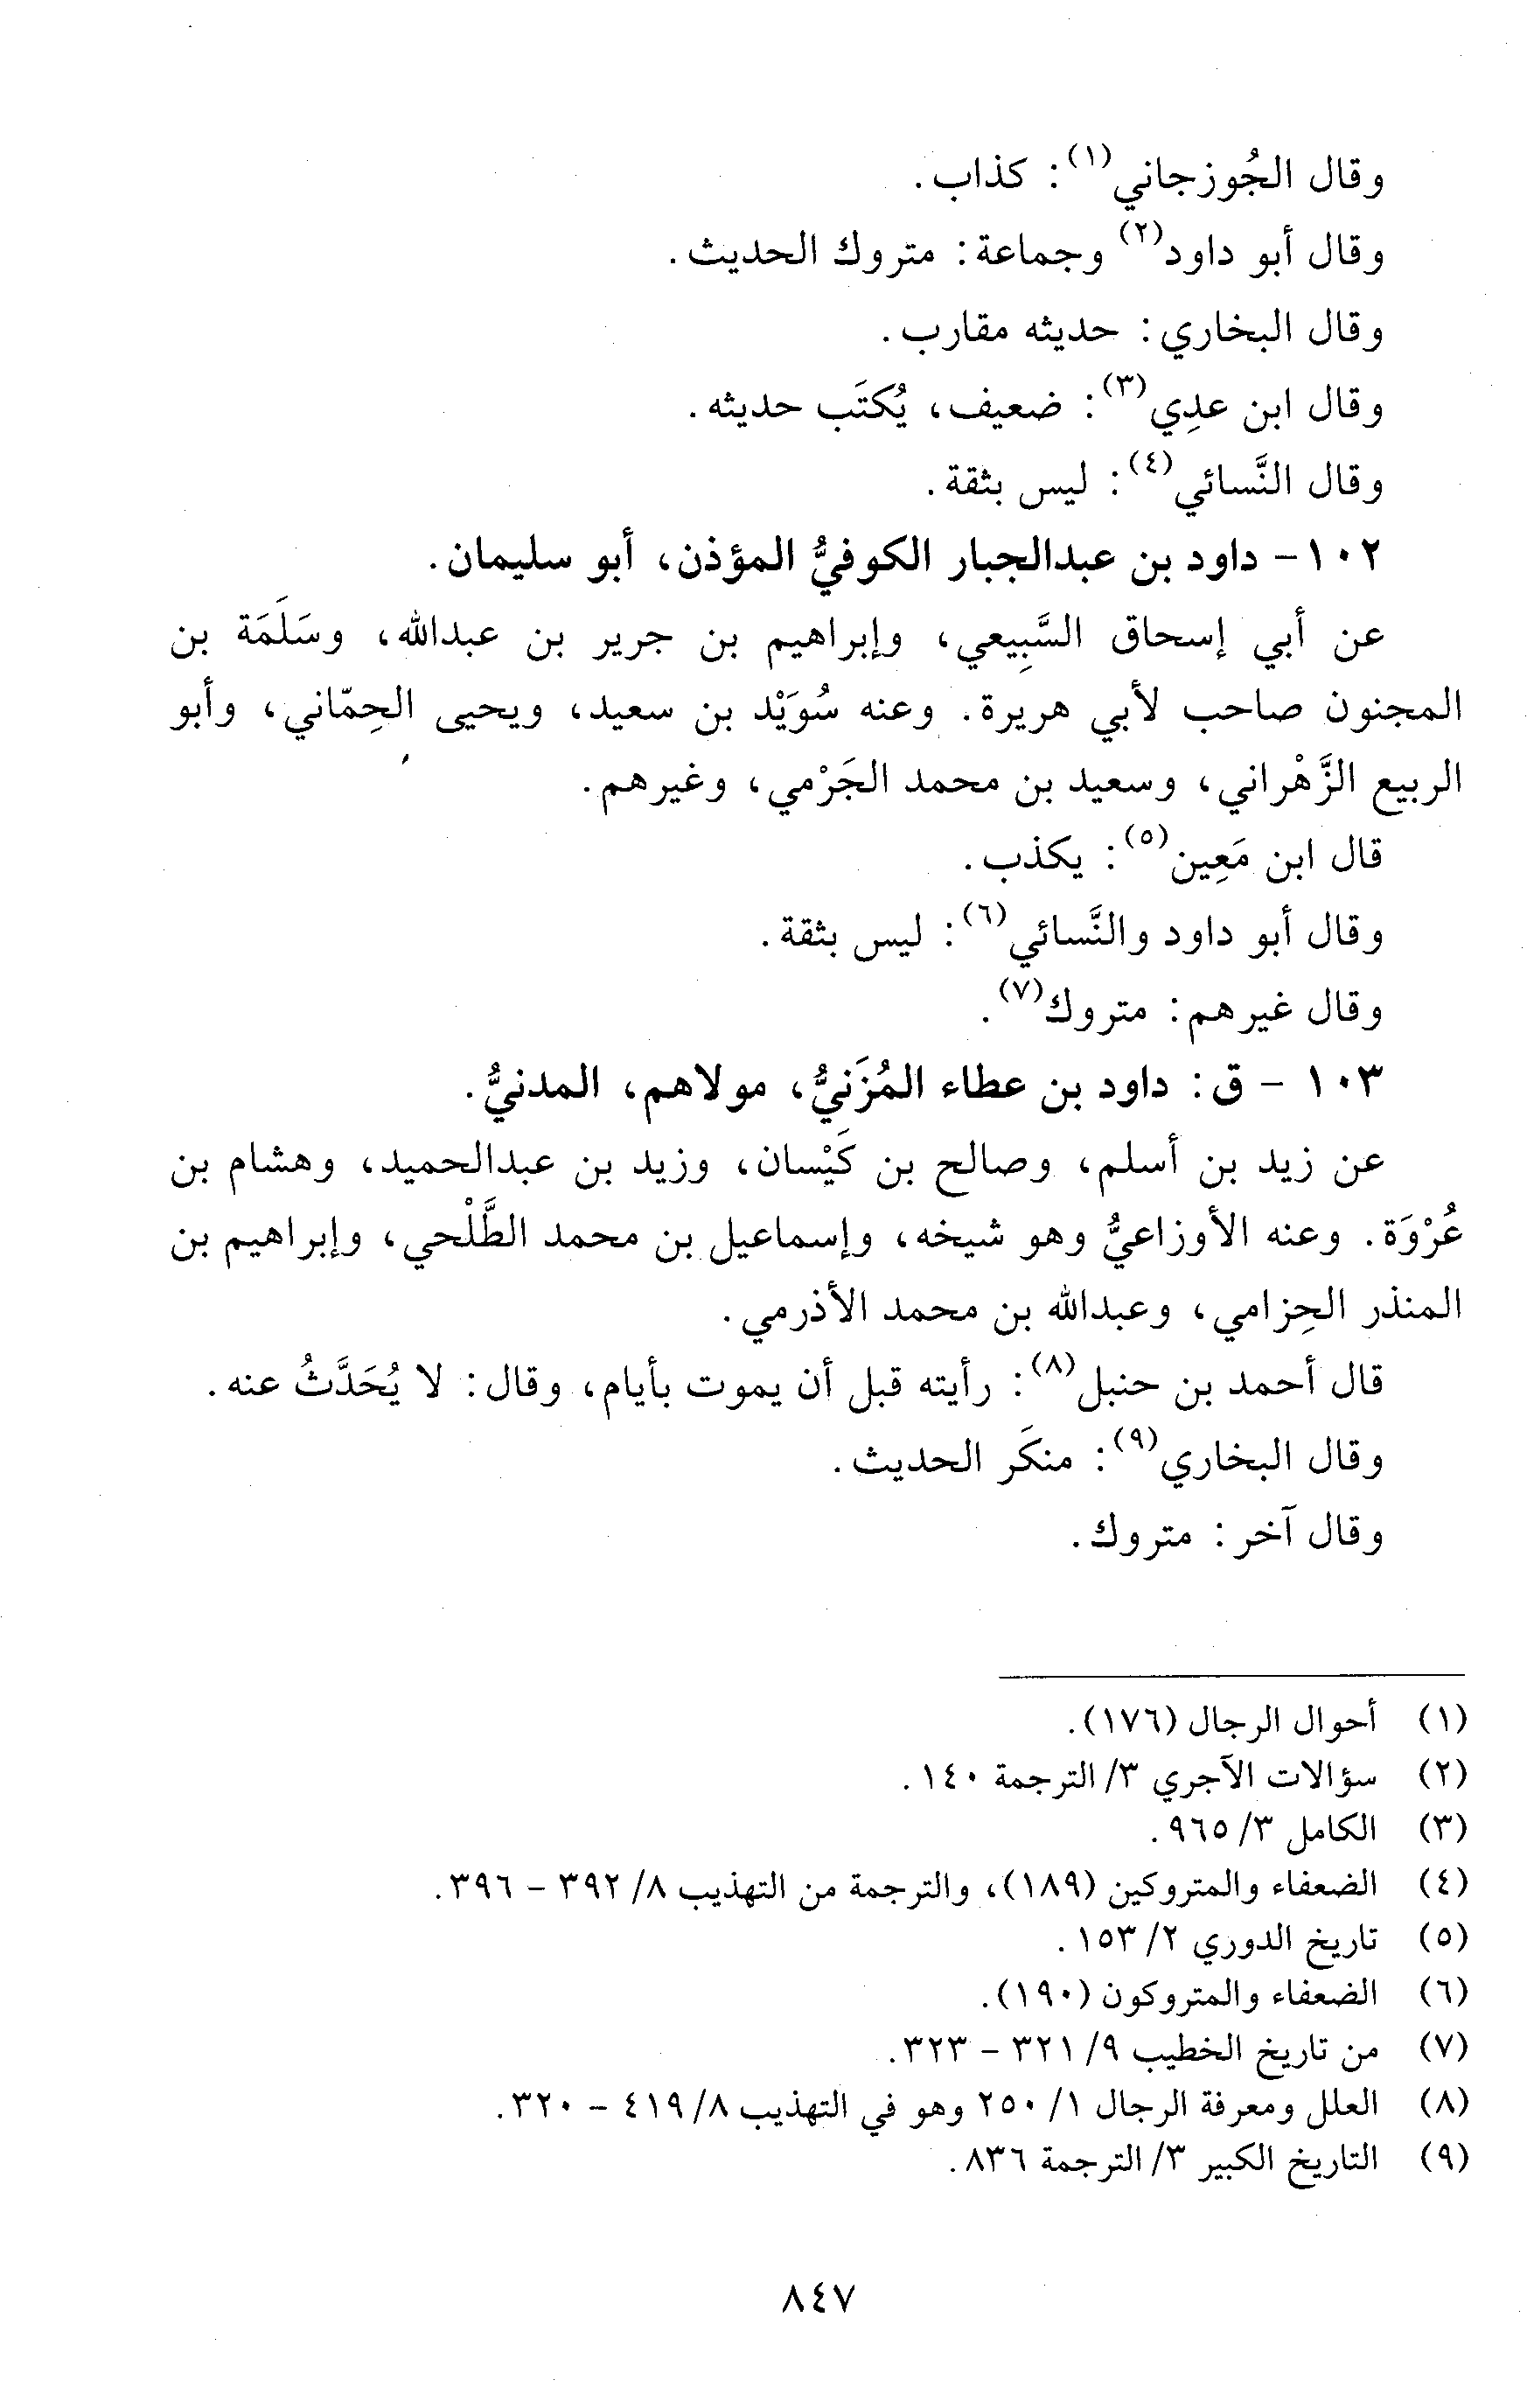 وقال الجُوزجاني(١): كذاب.
وقال أبو داود(٢) وجماعة: متروك الحديث.
وقال البخاري: حديثه مقارب.
وقال ابن عدِي(٣): ضعيف، يُكتَب حديثه.
وقال النَّسائي(٤): ليس بثقة.
١٠٢- داود بن عبدالجبار الكوفيُّ المؤذن، أبو سليمان.
عن أبي إسحاق السَّبِيعي، وإبراهيم بن جرير بن عبدالله، وسَلَمَة بن
المجنون صاحب لأبي هريرة. وعنه سُوَيْد بن سعيد، ويحيى الحِمّاني، وأبو
الربيع الزَّهْراني، وسعيد بن محمد الجَرْمي، وغيرهم.
قال ابن مَعِين(٥): يكذب.
وقال أبو داود والنَّسائي(٦): ليس بثقة.
وقال غيرهم: متروك(٧).
١٠٣ - ق: داود بن عطاء المُزَنيُّ، مولاهم، المدنيُّ.
عن زيد بن أسلم، وصالح بن كَيْسان، وزيد بن عبدالحميد، وهشام بن
عُرْوَة. وعنه الأوزاعيُّ وهو شيخه، وإسماعيل بن محمد الطَّلْحي، وإبراهيم بن
المنذر الحِزامي، وعبدالله بن محمد الأذرمي.
قال أحمد بن حنبل(٨): رأيته قبل أن يموت بأيام، وقال: لا يُحَدَّثُ عنه.
وقال البخاري(٩): منكَر الحديث.
وقال آخر: متروك.
(١) أحوال الرجال (١٧٦).
(٢) سؤالات الآجري ٣/ الترجمة ١٤٠.
(٣) الكامل ٣/ ٩٦٥.
(٤) الضعفاء والمتروكين (١٨٩)، والترجمة من التهذيب ٨/ ٣٩٢ - ٣٩٦.
(٥) تاريخ الدوري ٢/ ١٥٣.
(٦) الضعفاء والمتروكون (١٩٠).
(٧) من تاريخ الخطيب ٩/ ٣٢١ - ٣٢٣.
(٨) العلل ومعرفة الرجال ١/ ٢٥٠ وهو في التهذيب ٨/ ٤١٩ - ٣٢٠.
(٩) التاريخ الكبير ٣/ الترجمة ٨٣٦.
٨٤٧